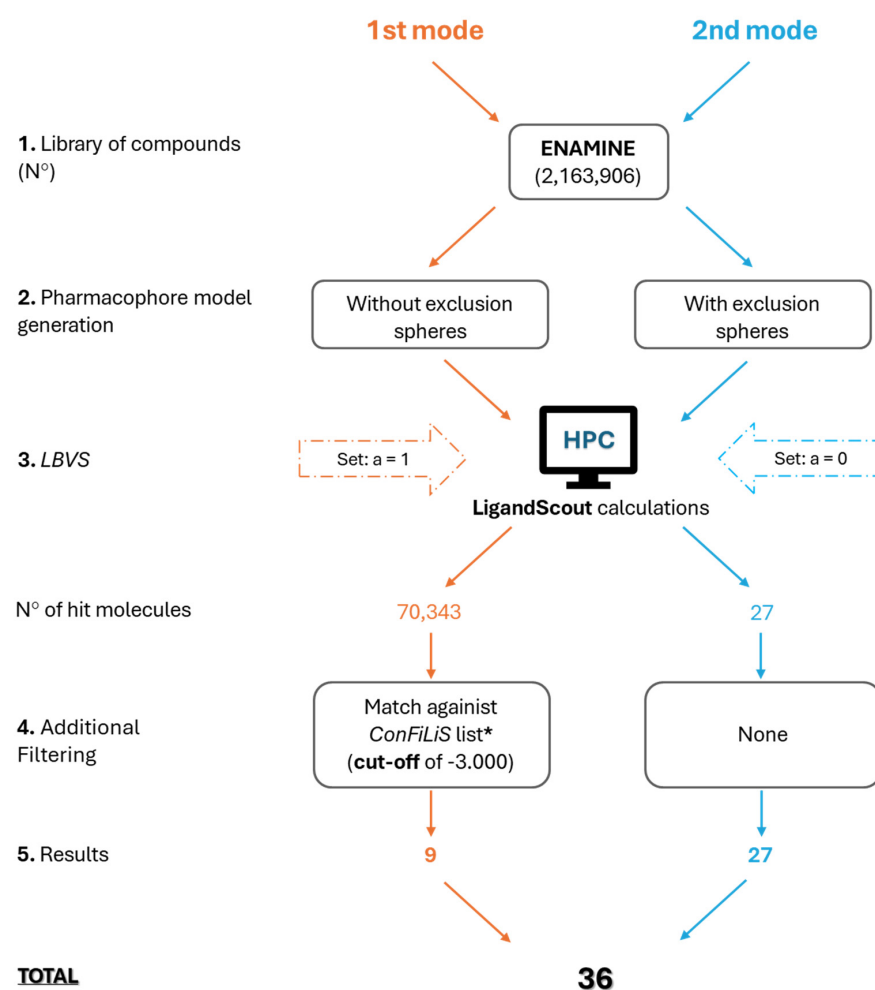 1st mode
2nd mode
1. Library of compounds
(N°)
ENAMINE
(2,163,906)
2. Pharmacophore model
generation
Without exclusion
spheres
With exclusion
spheres
3. LBVS
Set: a = 1
HPC
Set: a = 0
LigandScout calculations
N° of hit molecules
70,343
27
4. Additional
Filtering
Match againist
ConFiLiS list*
(cut-off of -3.000)
None
5. Results
9
27
TOTAL
36